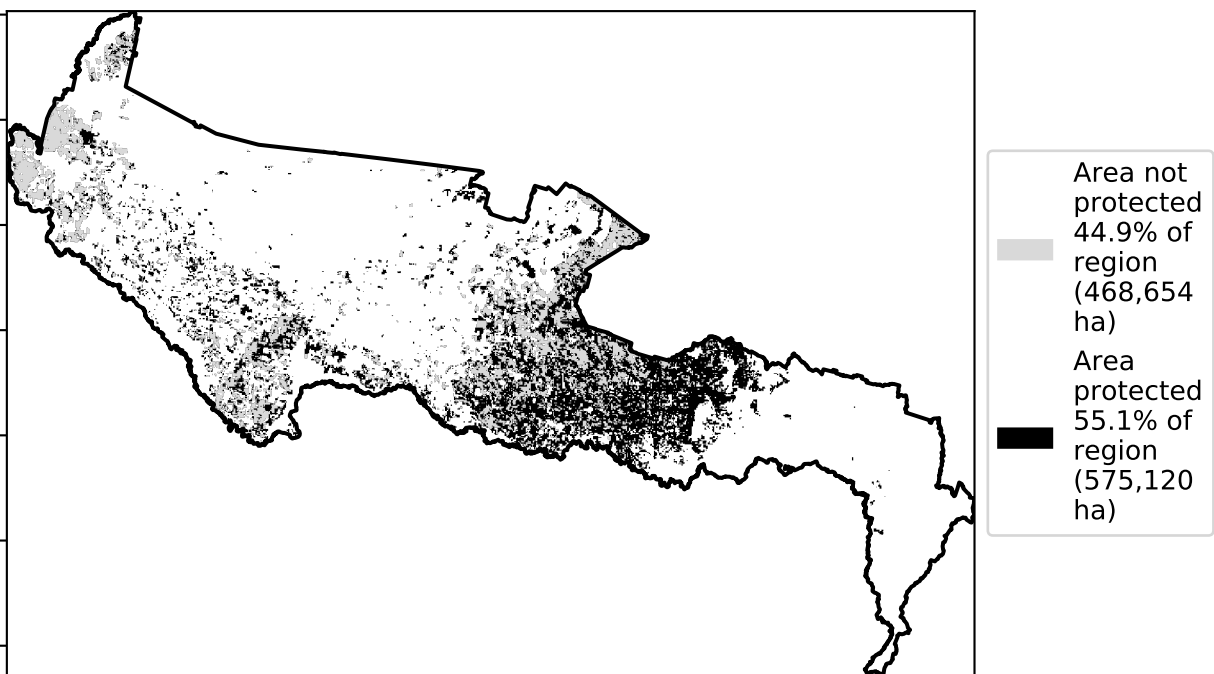 Area not
protected
44.9% of
region
(468,654
ha)
Area
protected
55.1% of
region
(575,120
ha)